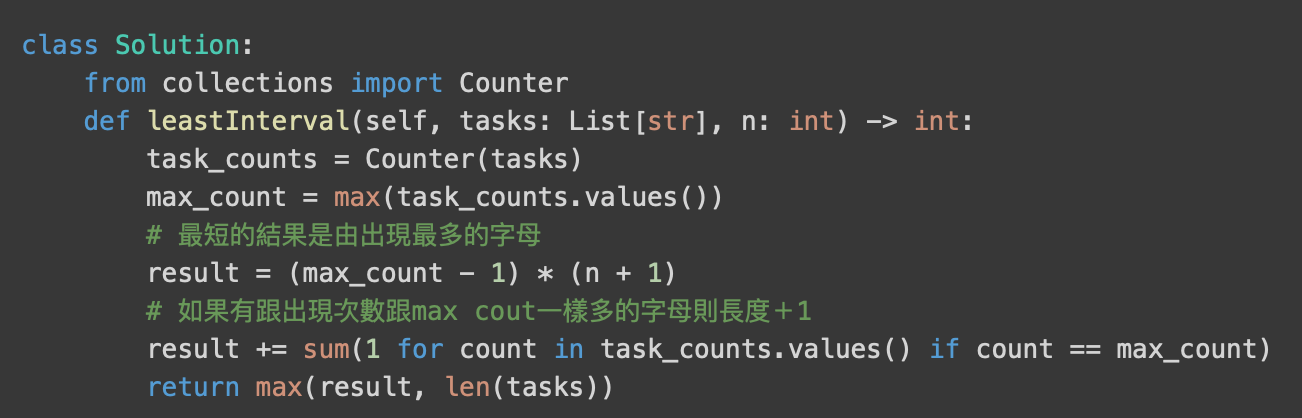 class Solution:
    from collections import Counter
    def leastInterval(self, tasks: List[str], n: int) -> int:
        task_counts = Counter(tasks)
        max_count = max(task_counts.values())
        # 最短的結果是由出現最多的字母
        result = (max_count - 1) * (n + 1)
        # 如果有跟出現次數跟max cout一樣多的字母則長度＋1
        result += sum(1 for count in task_counts.values() if count == max_count)
        return max(result, len(tasks))